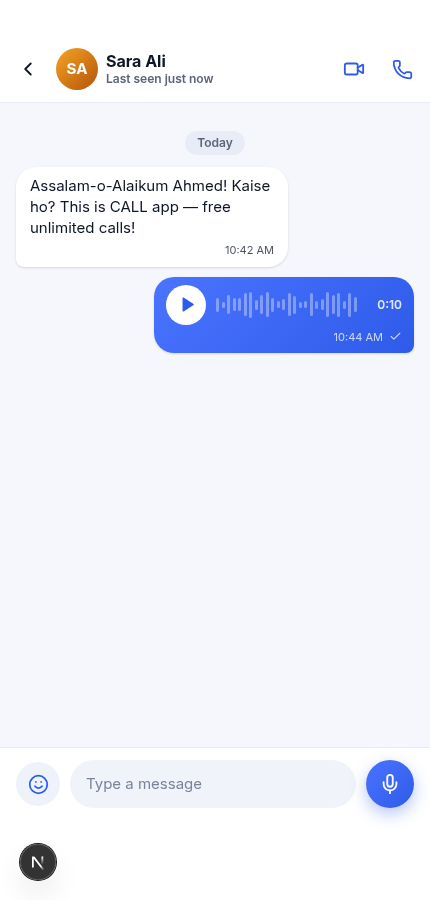 SA
Sara Ali
Last seen just now
Today
Assalam-o-Alaikum Ahmed! Kaise
ho? This is CALL app — free
unlimited calls!
10:42 AM
0:10
10:44 AM
Type a message
N